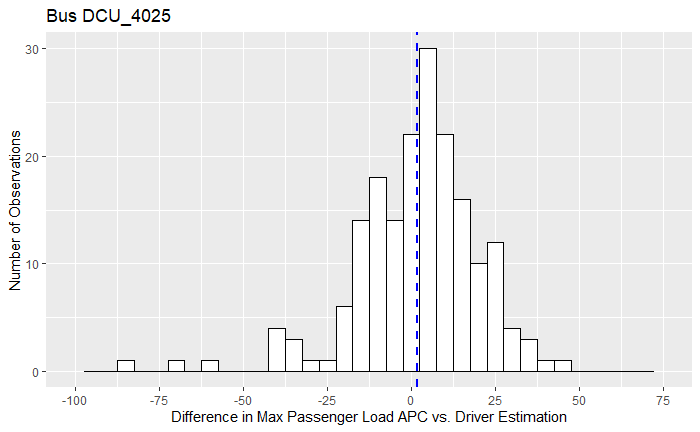 Bus DCU_4025
30
20
10
0
Number of Observations
-100 -75 -50 -25 0 25 50 75
Difference in Max Passenger Load APC vs. Driver Estimation